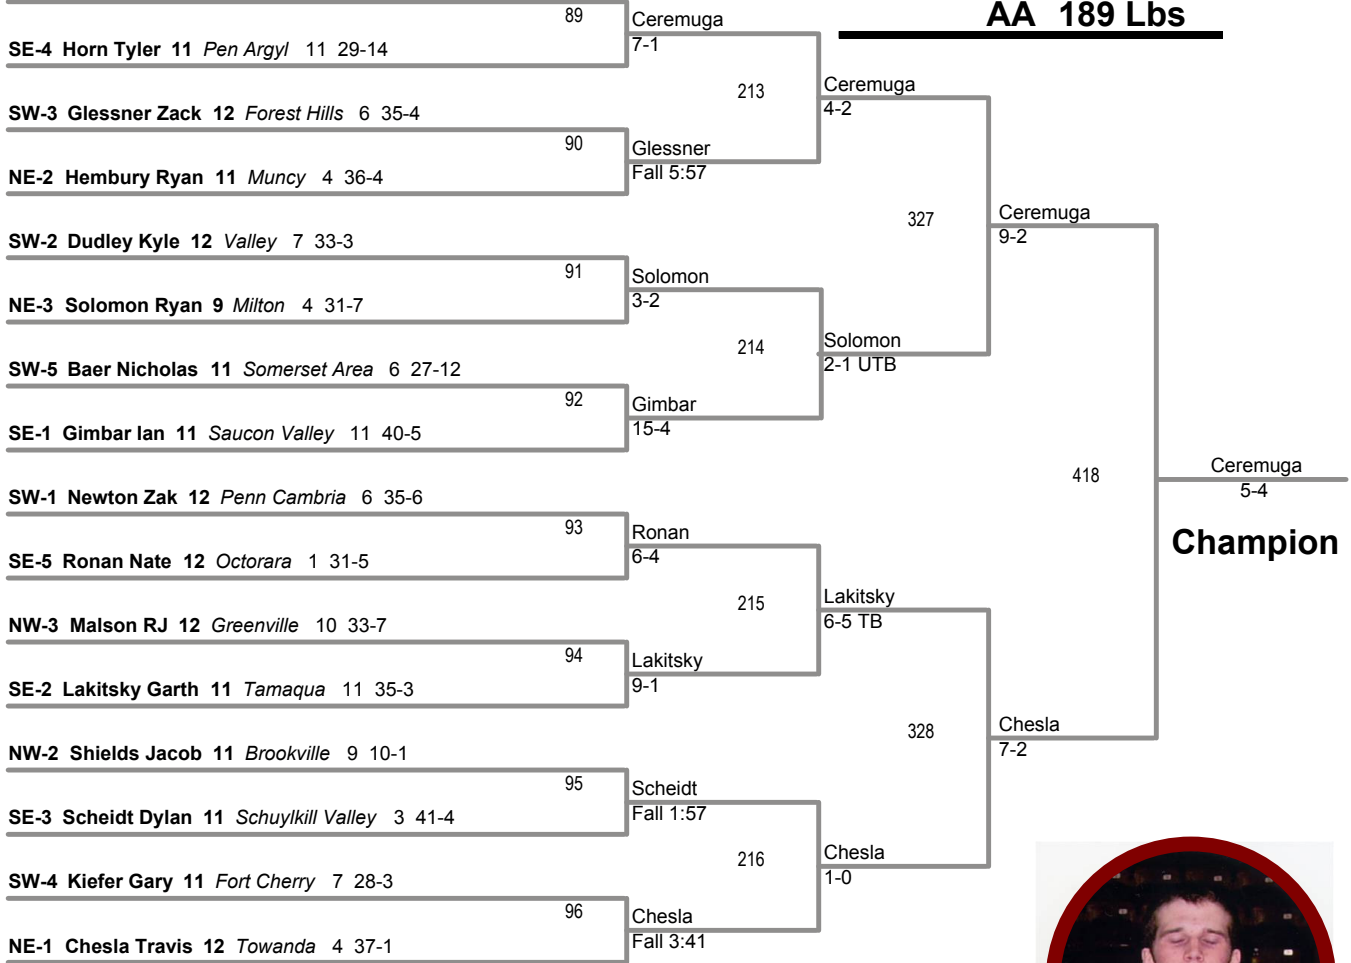 AA 189 Lbs
89
Ceremuga
7-1
SE-4 Horn Tyler 11 Pen Argyl 11 29-14
213
Ceremuga
4-2
SW-3 Glessner Zack 12 Forest Hills 6 35-4
90
Glessner
Fall 5:57
NE-2 Hembury Ryan 11 Muncy 4 36-4
327
Ceremuga
9-2
SW-2 Dudley Kyle 12 Valley 7 33-3
91
Solomon
3-2
NE-3 Solomon Ryan 9 Milton 4 31-7
214
Solomon
2-1 UTB
SW-5 Baer Nicholas 11 Somerset Area 6 27-12
92
Gimbar
15-4
SE-1 Gimbar Ian 11 Saucon Valley 11 40-5
418
Ceremuga
5-4
Champion
SW-1 Newton Zak 12 Penn Cambria 6 35-6
93
Ronan
6-4
SE-5 Ronan Nate 12 Octorara 1 31-5
215
Lakitsky
6-5 TB
NW-3 Malson RJ 12 Greenville 10 33-7
94
Lakitsky
9-1
SE-2 Lakitsky Garth 11 Tamaqua 11 35-3
328
Chesla
7-2
NW-2 Shields Jacob 11 Brookville 9 10-1
95
Scheidt
Fall 1:57
SE-3 Scheidt Dylan 11 Schuylkill Valley 3 41-4
216
Chesla
1-0
SW-4 Kiefer Gary 11 Fort Cherry 7 28-3
96
Chesla
Fall 3:41
NE-1 Chesla Travis 12 Towanda 4 37-1